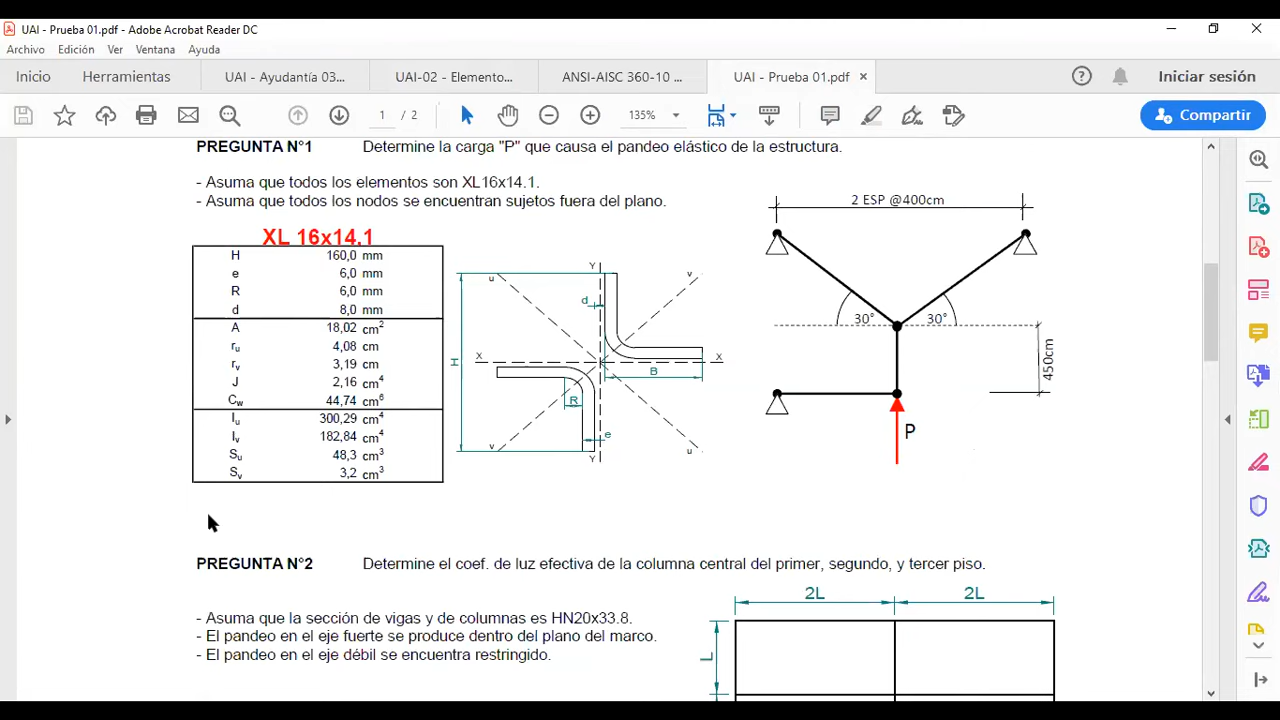 UAI - Prueba 01.pdf - Adobe Acrobat Reader DC
Archivo Edición Ver Ventana Ayuda
Inicio Herramientas UAI - Ayudantía 03... UAI-02 - Elemento... ANSI-AISC 360-10 ... UAI - Prueba 01.pdf × Iniciar sesión
1 / 2 135% Compartir
PREGUNTA N°1 Determine la carga "P" que causa el pandeo elástico de la estructura.
- Asuma que todos los elementos son XL16x14.1.
- Asuma que todos los nodos se encuentran sujetos fuera del plano.
2 ESP @400cm
XL 16x14,1
H 160,0 mm
e 6,0 mm
R 6,0 mm
d 8,0 mm
A 18,02 cm²
ru 4,08 cm
rv 3,19 cm
J 2,16 cm⁴
Cw 44,74 cm⁶
Iu 300,29 cm⁴
Iv 182,84 cm⁴
Su 48,3 cm³
Sv 3,2 cm³
Y
u v
d
X X
H B
R
e
v u
Y
30° 30°
450cm
P
PREGUNTA N°2 Determine el coef. de luz efectiva de la columna central del primer, segundo, y tercer piso.
2L 2L
- Asuma que la sección de vigas y de columnas es HN20x33.8.
- El pandeo en el eje fuerte se produce dentro del plano del marco.
- El pandeo en el eje débil se encuentra restringido.
L